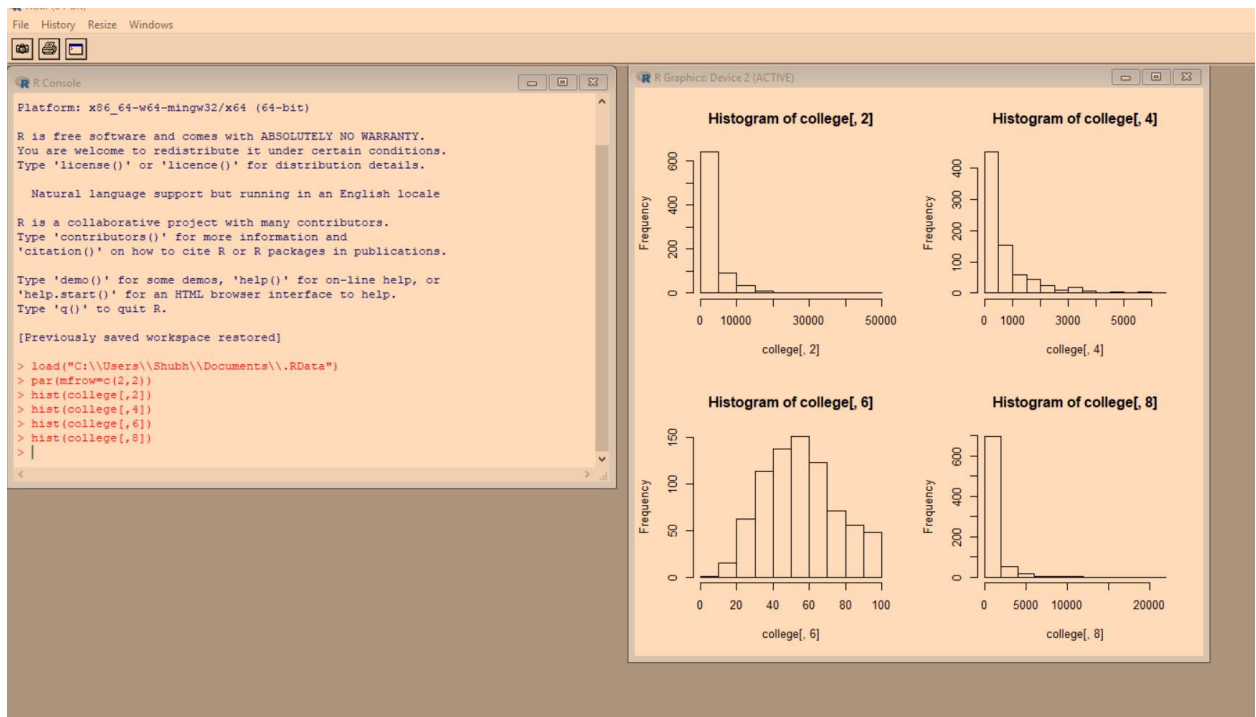 File History Resize Windows
R Console
Platform: x86_64-w64-mingw32/x64 (64-bit)
R is free software and comes with ABSOLUTELY NO WARRANTY.
You are welcome to redistribute it under certain conditions.
Type 'license()' or 'licence()' for distribution details.
Natural language support but running in an English locale
R is a collaborative project with many contributors.
Type 'contributors()' for more information and
'citation()' on how to cite R or R packages in publications.
Type 'demo()' for some demos, 'help()' for on-line help, or
'help.start()' for an HTML browser interface to help.
Type 'q()' to quit R.
[Previously saved workspace restored]
> load("C:\\Users\\Shubh\\Documents\\.RData")
> par(mfrow=c(2,2))
> hist(college[,2])
> hist(college[,4])
> hist(college[,6])
> hist(college[,8])
>
R Graphics: Device 2 (ACTIVE)
Histogram of college[, 2]
Frequency
0 200 400 600
0 10000 30000 50000
college[, 2]
Histogram of college[, 4]
Frequency
0 100 200 300 400
0 1000 3000 5000
college[, 4]
Histogram of college[, 6]
Frequency
0 50 100 150
0 20 40 60 80 100
college[, 6]
Histogram of college[, 8]
Frequency
0 200 400 600
0 5000 10000 20000
college[, 8]